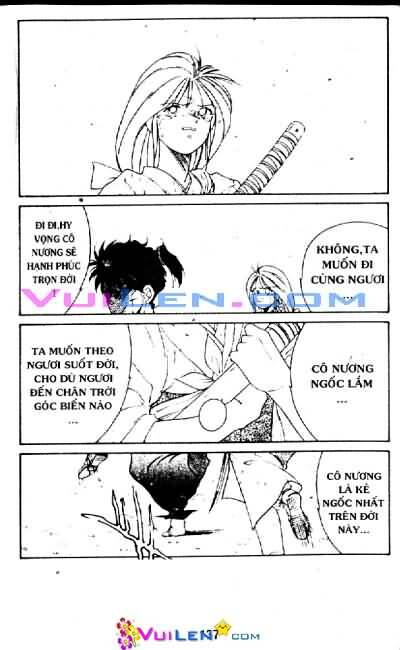 ĐI ĐI,HY
VỌNG CÔ
NƯƠNG SẼ
HẠNH PHÚC
TRỌN ĐỜI
KHÔNG,TA
MUỐN ĐI
CÙNG NGƯƠI
...
VUILEN.COM
TA MUỐN THEO
NGƯƠI SUỐT ĐỜI,
CHO DÙ NGƯƠI
ĐẾN CHÂN TRỜI
GÓC BIỂN NÀO
...
CÔ NƯƠNG
NGỐC LẮM
...
CÔ NƯƠNG
LÀ KẺ
NGỐC NHẤT
TRÊN ĐỜI
NÀY...
VUILEN.COM